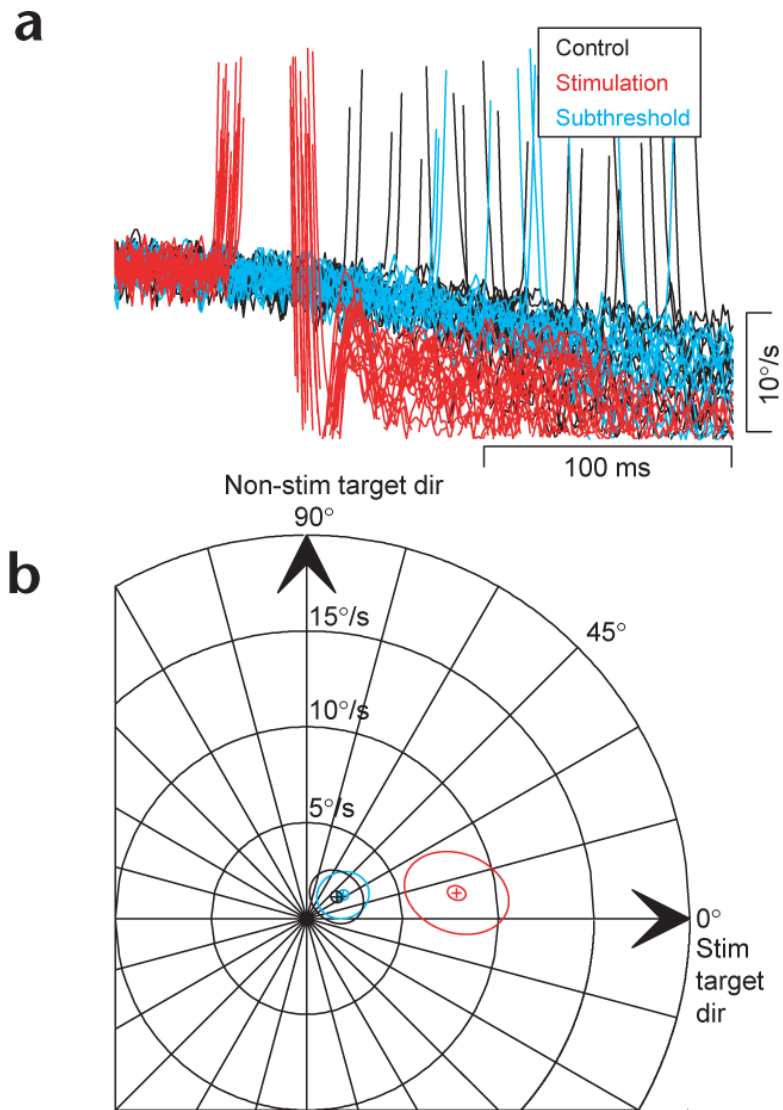 a
Control
Stimulation
Subthreshold
10°/s
100 ms
Non-stim target dir
90°
b
15°/s
45°
10°/s
5°/s
0°
Stim
target
dir